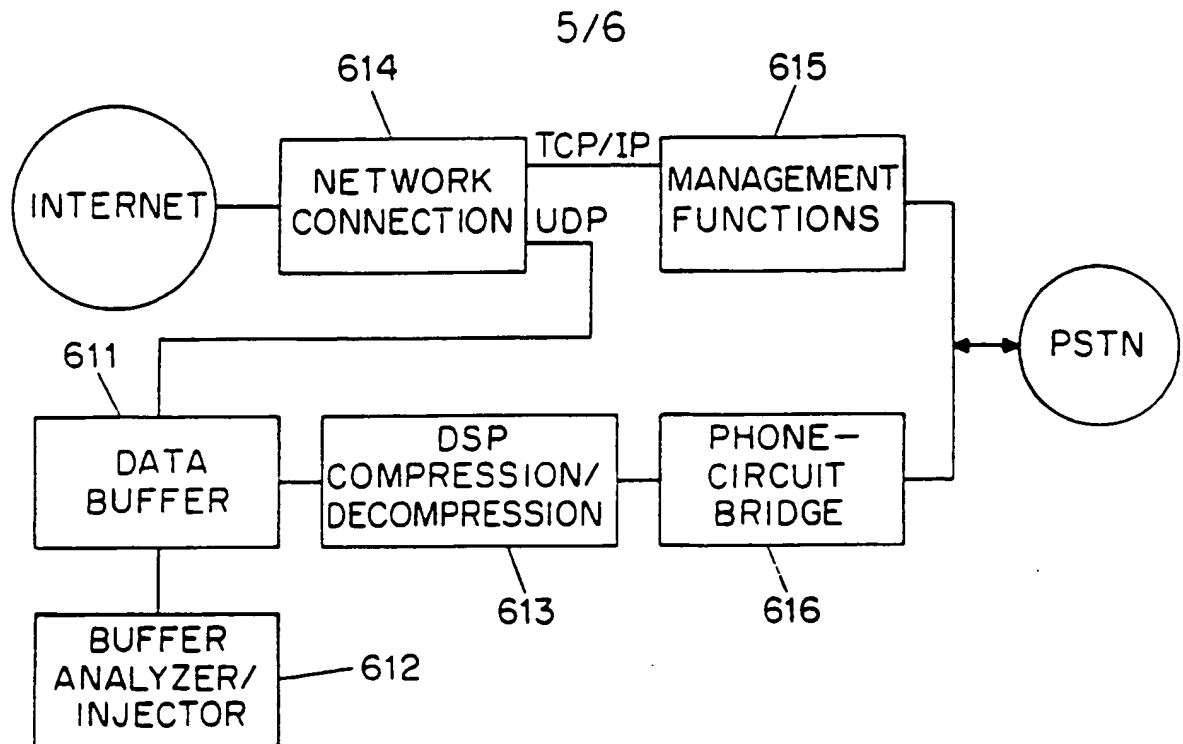 5/6
614
615
INTERNET
NETWORK
CONNECTION
TCP/IP
UDP
MANAGEMENT
FUNCTIONS
PSTN
611
DATA
BUFFER
DSP
COMPRESSION/
DECOMPRESSION
PHONE-
CIRCUIT
BRIDGE
613
616
BUFFER
ANALYZER/
INJECTOR
612